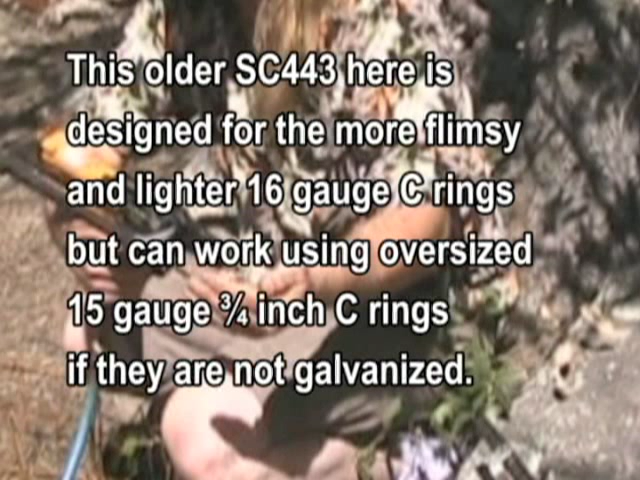 This older SC443 here is
designed for the more flimsy
and lighter 16 gauge C rings
but can work using oversized
15 gauge ¾ inch C rings
if they are not galvanized.